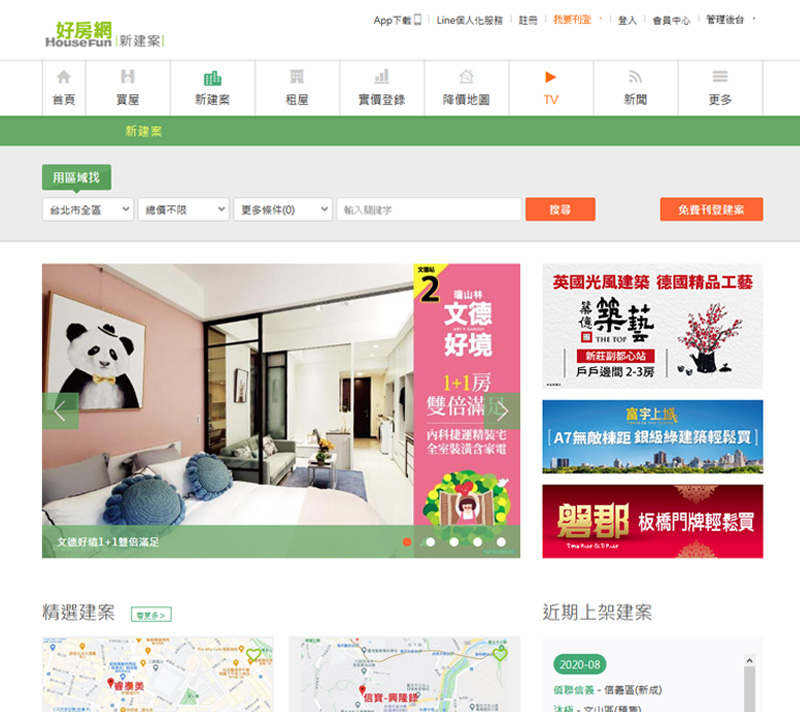 App下載
Line個人化服務
註冊
我要刊登
登入
會員中心
管理後台
好房網
HouseFun
新建案
首頁
買屋
新建案
租屋
實價登錄
降價地圖
TV
新聞
更多
新建案
用區域找
台北市全區
總價不限
更多條件(0)
輸入關鍵字
搜尋
免費刊登建案
文德站
2
璞山林
文德
好境
1+1房
雙倍滿足
內科捷運精裝宅
全室裝潢含家電
文德好境1+1雙倍滿足
英國光風建築 德國精品工藝
築億
築藝
THE TOP
新莊副都心站
戶戶邊間 2-3房
富宇上城
A7無敵棟距 銀級綠建築輕鬆買
磐郡
板橋門牌輕鬆買
精選建案
看更多>
近期上架建案
睿泰美
信寶-興隆錄
2020-08
僑聯信義 - 信義區(新成)
沐極 - 文山區(預售)